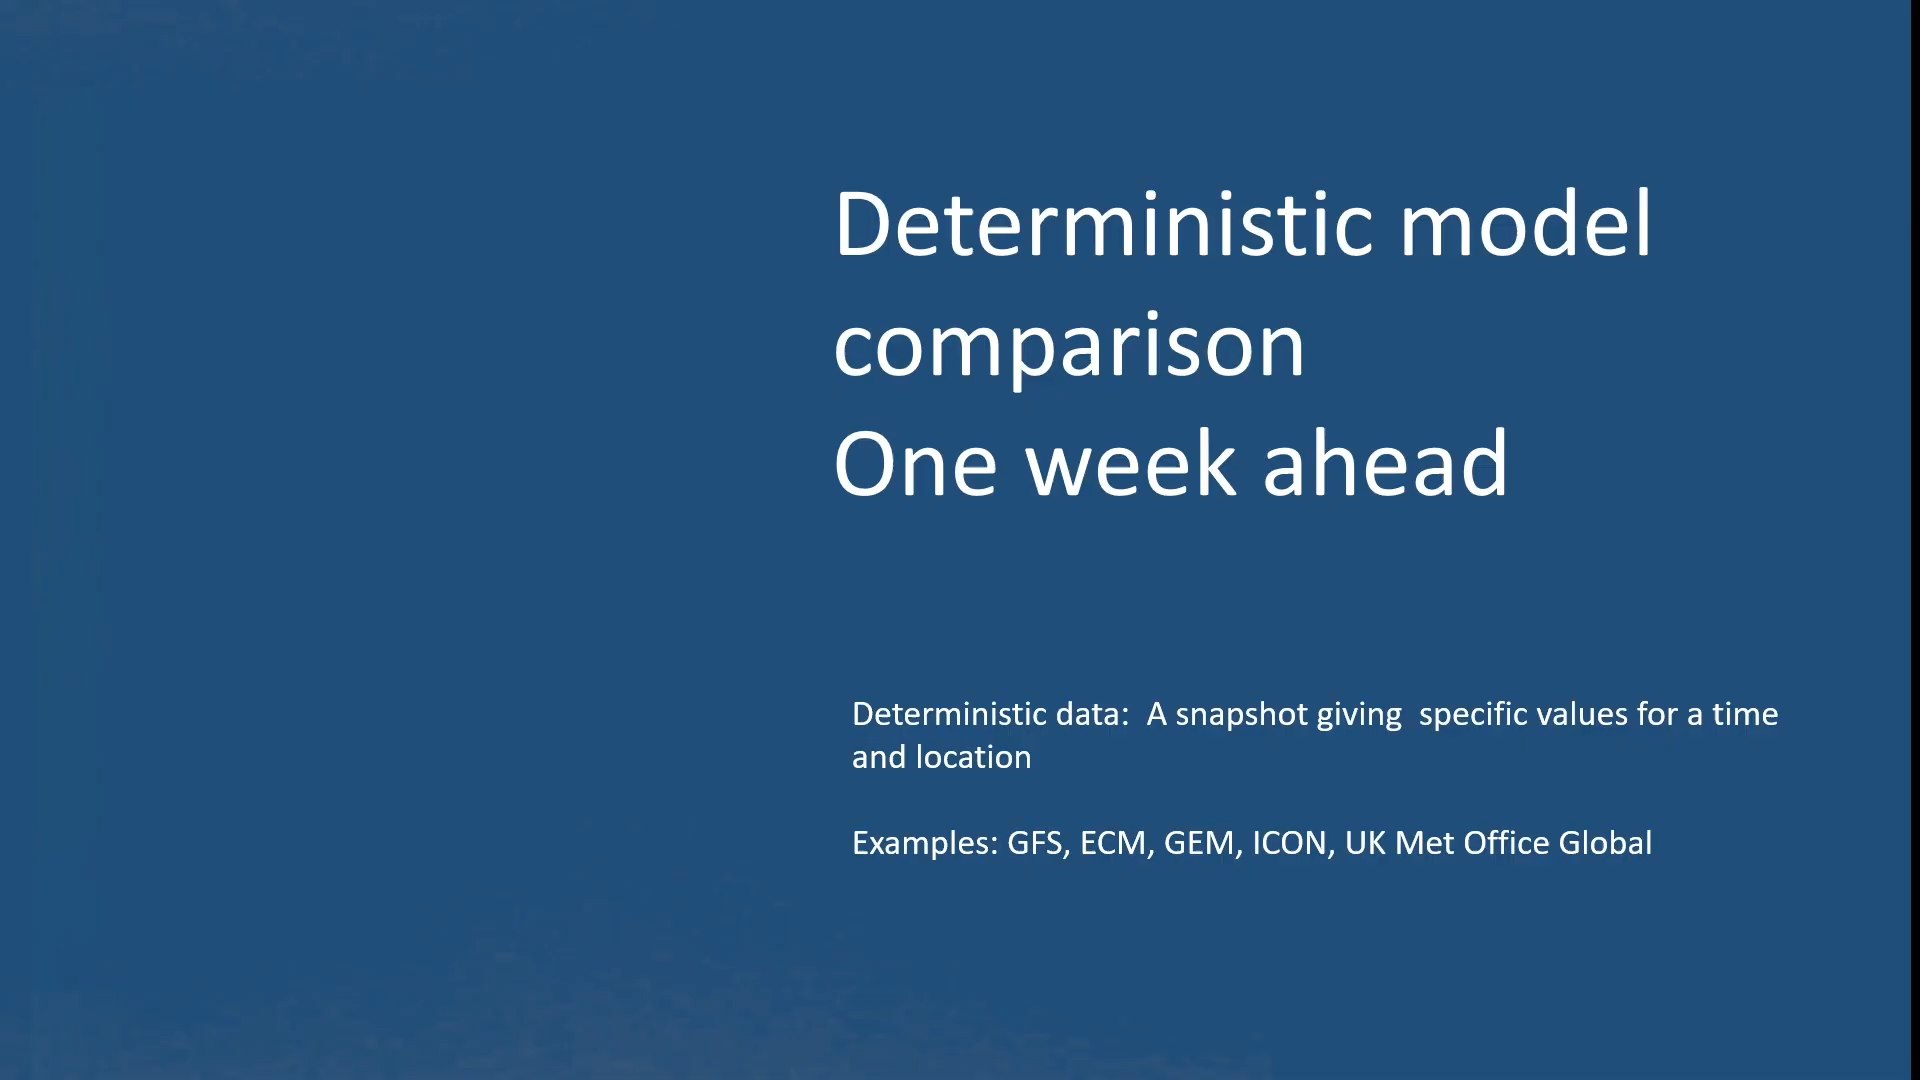 Deterministic model
comparison
One week ahead
Deterministic data:  A snapshot giving  specific values for a time
and location
Examples: GFS, ECM, GEM, ICON, UK Met Office Global